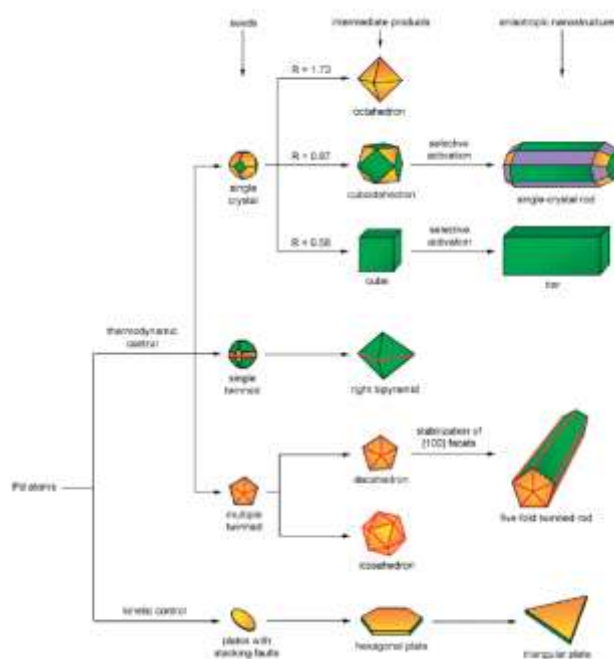 seeds
intermediate products
anisotropic nanostructures
R = 1.73
octahedron
R = 0.87
selective
activation
single
crystal
cuboctahedron
single-crystal rod
R = 0.58
selective
activation
cube
bar
thermodynamic
control
single
twinned
right bipyramid
stabilization of
{100} facets
decahedron
Pd atoms
multiple
twinned
five-fold twinned rod
icosahedron
kinetic control
plates with
stacking faults
hexagonal plate
triangular plate